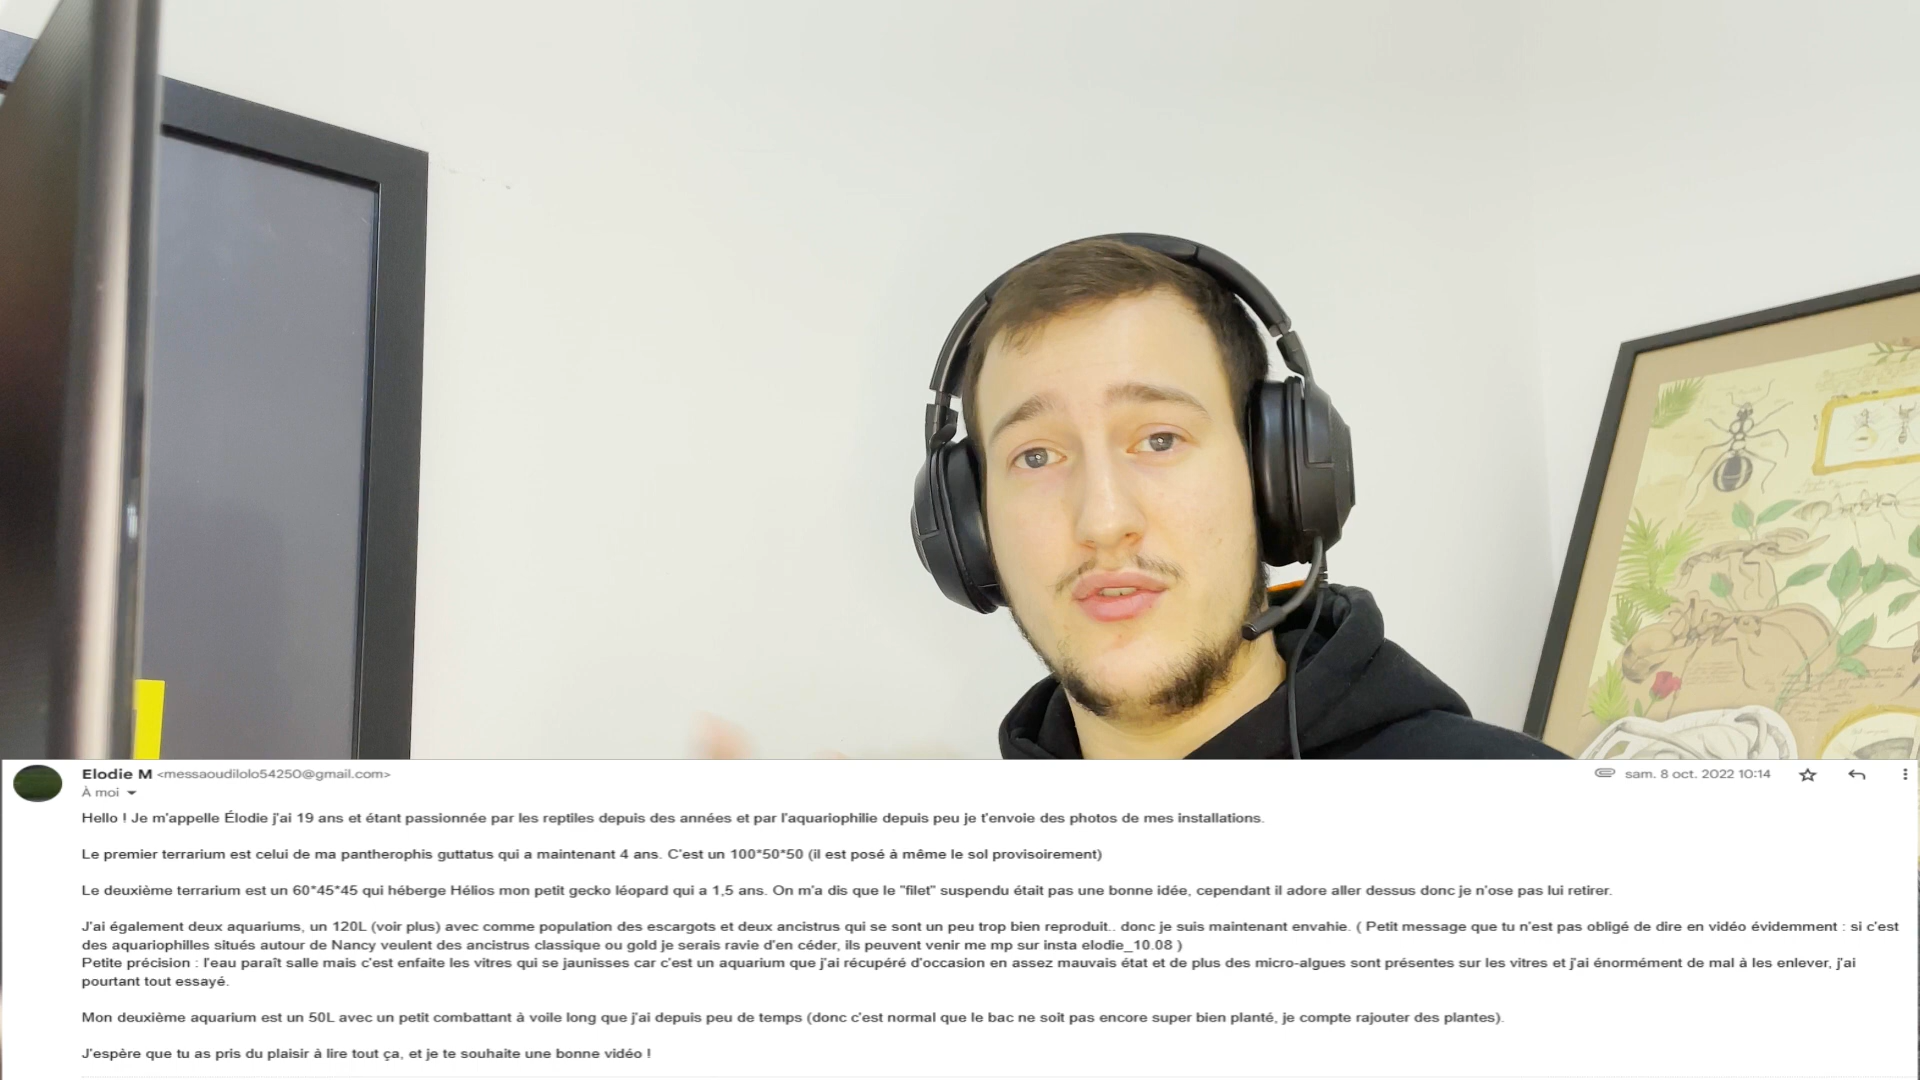 Elodie M <messaoudilolo54250@gmail.com>
sam. 8 oct. 2022 10:14
À moi
Hello ! Je m'appelle Élodie j'ai 19 ans et étant passionnée par les reptiles depuis des années et par l'aquariophilie depuis peu je t'envoie des photos de mes installations.
Le premier terrarium est celui de ma pantherophis guttatus qui a maintenant 4 ans. C'est un 100*50*50 (il est posé à même le sol provisoirement)
Le deuxième terrarium est un 60*45*45 qui héberge Hélios mon petit gecko léopard qui a 1,5 ans. On m'a dis que le "filet" suspendu était pas une bonne idée, cependant il adore aller dessus donc je n'ose pas lui retirer.
J'ai également deux aquariums, un 120L (voir plus) avec comme population des escargots et deux ancistrus qui se sont un peu trop bien reproduit.. donc je suis maintenant envahie. ( Petit message que tu n'est pas obligé de dire en vidéo évidemment : si c'est
des aquariophilles situés autour de Nancy veulent des ancistrus classique ou gold je serais ravie d'en céder, ils peuvent venir me mp sur insta elodie_10.08 )
Petite précision : l'eau paraît salle mais c'est enfaite les vitres qui se jaunisses car c'est un aquarium que j'ai récupéré d'occasion en assez mauvais état et de plus des micro-algues sont présentes sur les vitres et j'ai énormément de mal à les enlever, j'ai
pourtant tout essayé.
Mon deuxième aquarium est un 50L avec un petit combattant à voile long que j'ai depuis peu de temps (donc c'est normal que le bac ne soit pas encore super bien planté, je compte rajouter des plantes).
J'espère que tu as pris du plaisir à lire tout ça, et je te souhaite une bonne vidéo !